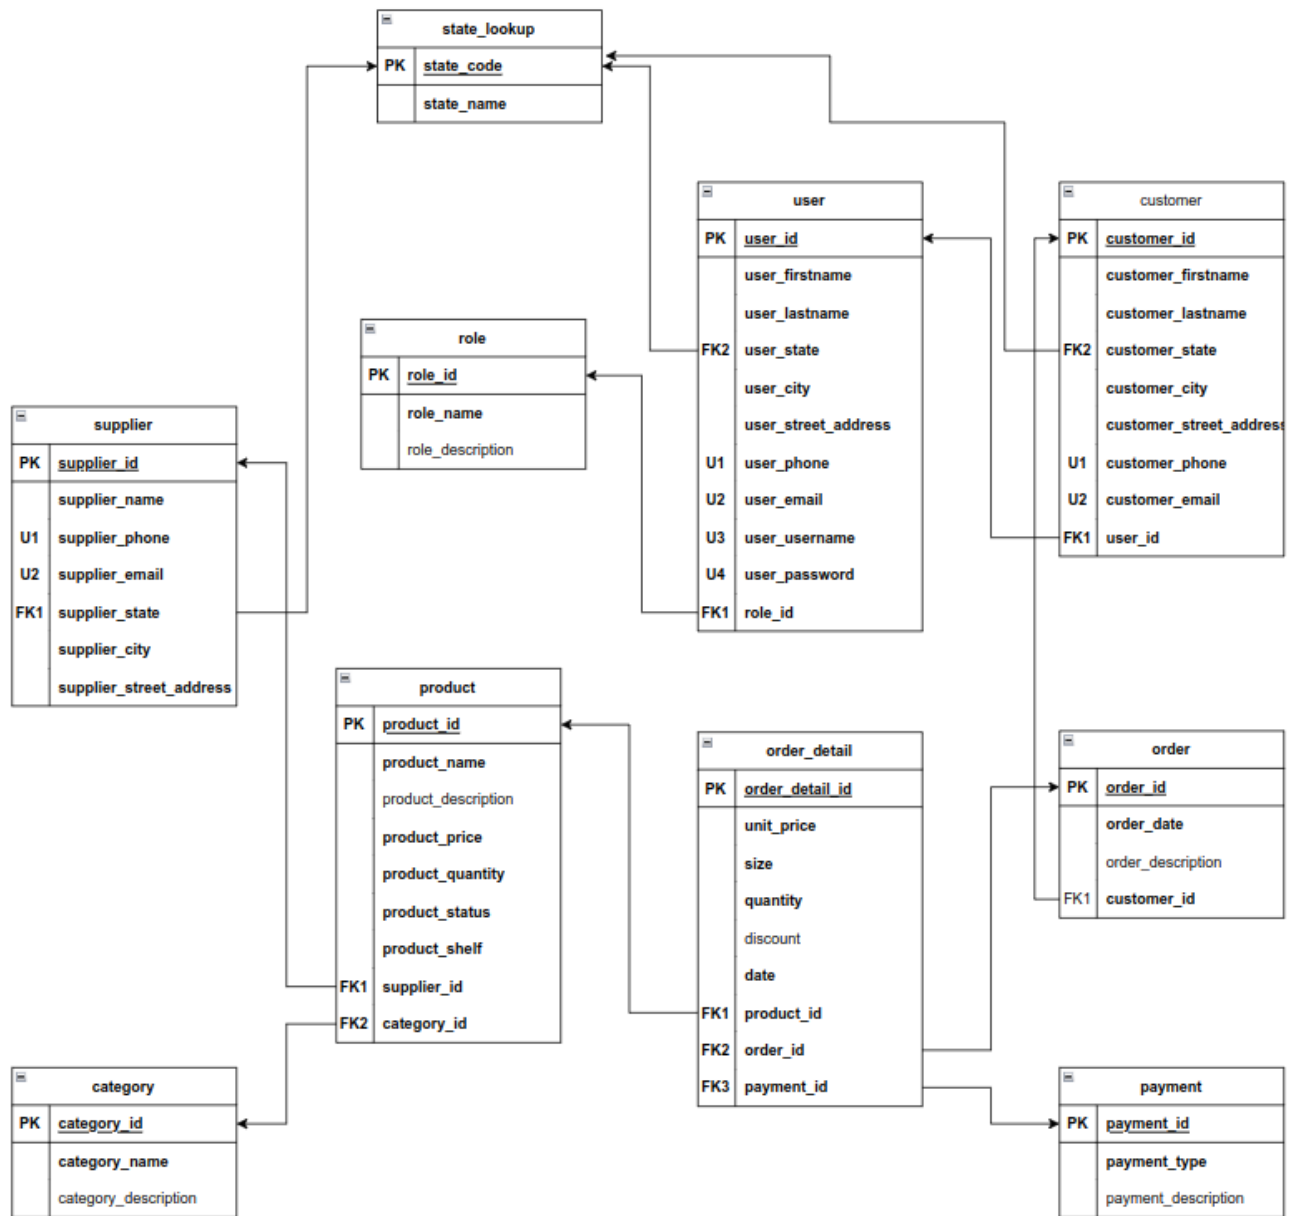 state_lookup
PK state_code
state_name
user
PK user_id
user_firstname
user_lastname
FK2 user_state
user_city
user_street_address
U1 user_phone
U2 user_email
U3 user_username
U4 user_password
FK1 role_id
customer
PK customer_id
customer_firstname
customer_lastname
FK2 customer_state
customer_city
customer_street_address
U1 customer_phone
U2 customer_email
FK1 user_id
role
PK role_id
role_name
role_description
supplier
PK supplier_id
supplier_name
U1 supplier_phone
U2 supplier_email
FK1 supplier_state
supplier_city
supplier_street_address
product
PK product_id
product_name
product_description
product_price
product_quantity
product_status
product_shelf
FK1 supplier_id
FK2 category_id
order_detail
PK order_detail_id
unit_price
size
quantity
discount
date
FK1 product_id
FK2 order_id
FK3 payment_id
order
PK order_id
order_date
order_description
FK1 customer_id
category
PK category_id
category_name
category_description
payment
PK payment_id
payment_type
payment_description